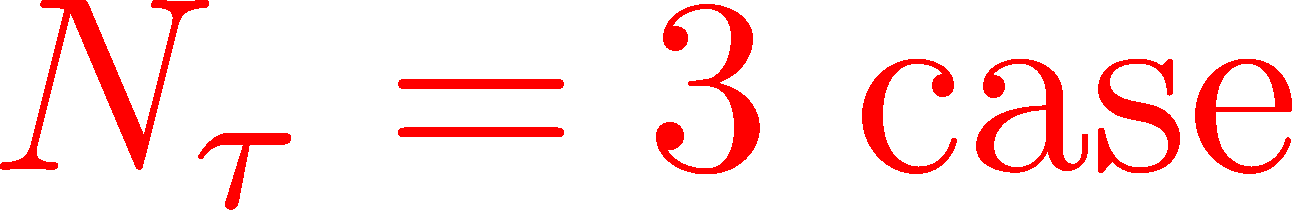 N_τ = 3 case